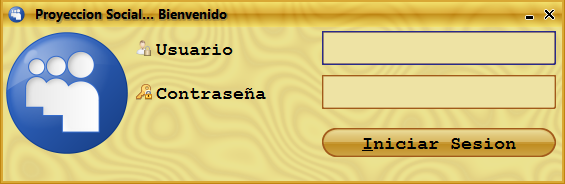 Proyeccion Social... Bienvenido
Usuario
Contraseña
Iniciar Sesion